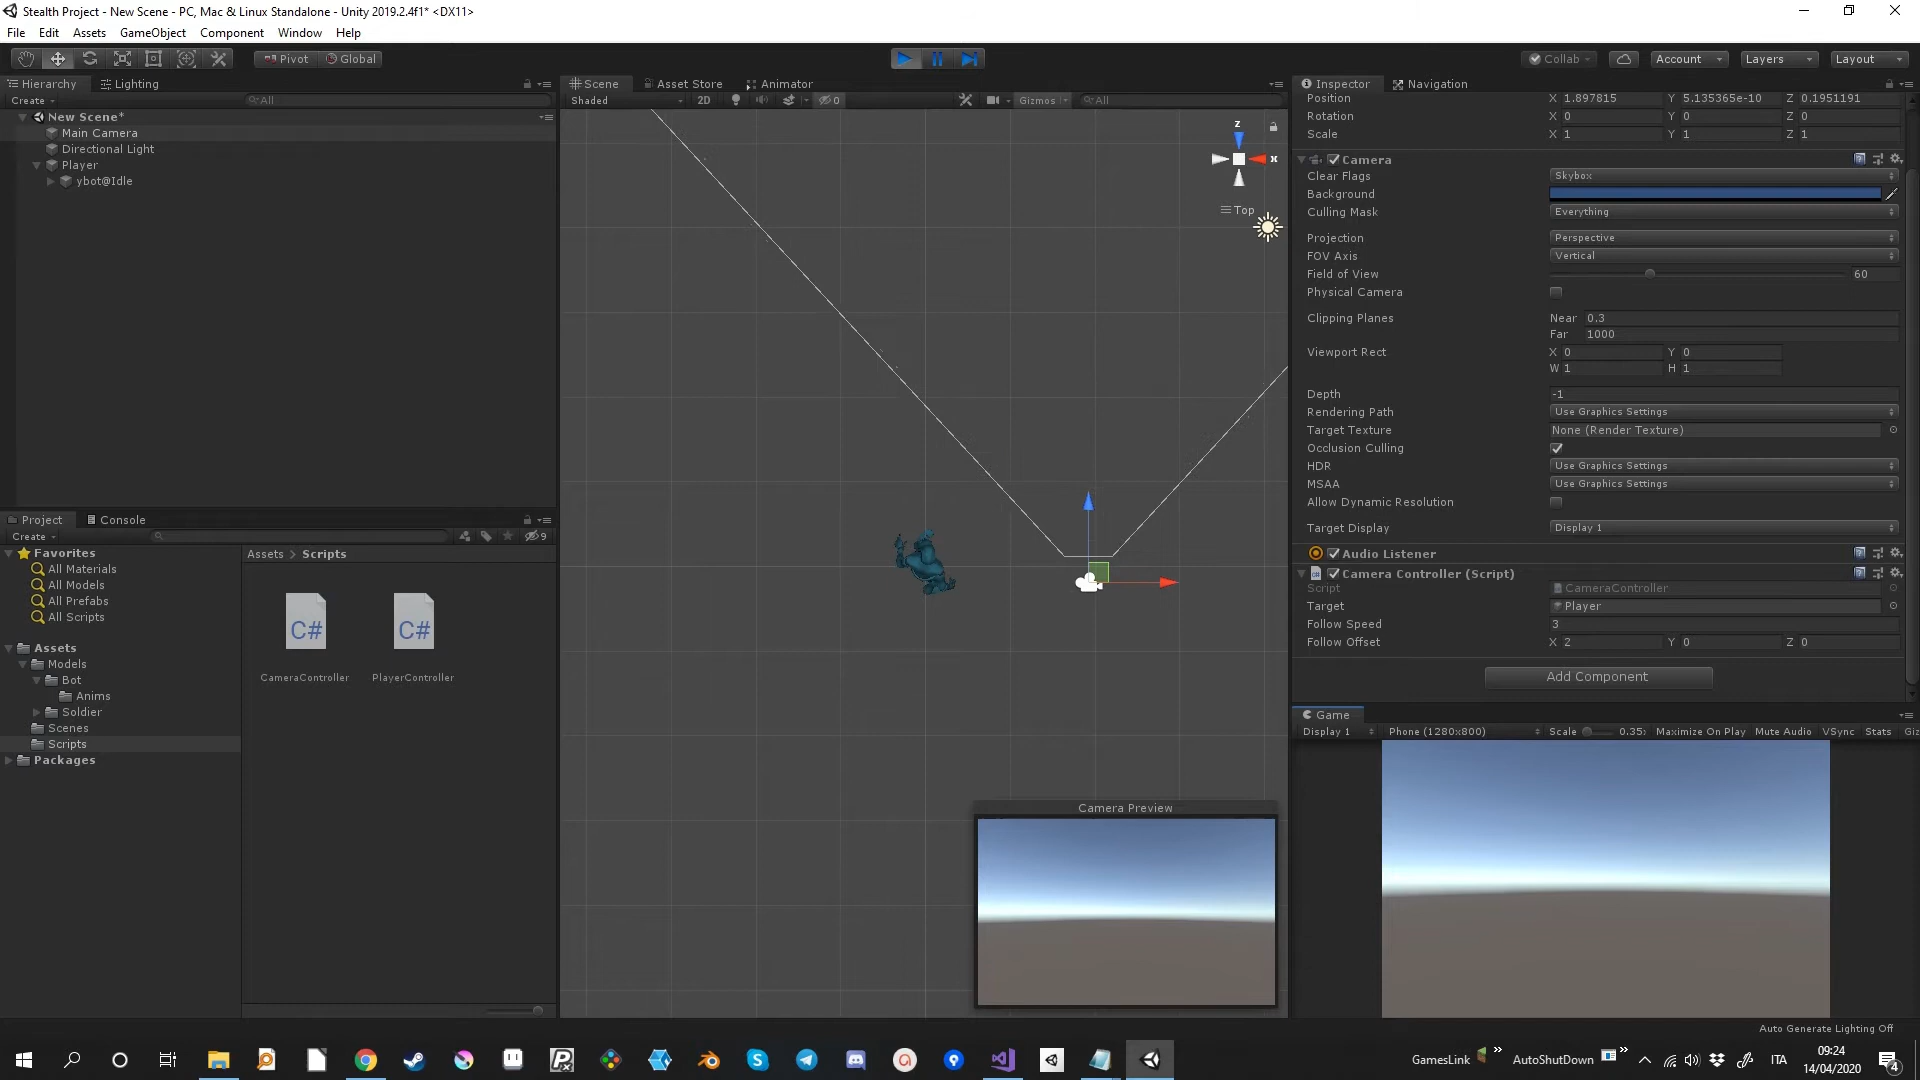 Stealth Project - New Scene - PC, Mac & Linux Standalone - Unity 2019.2.4f1* <DX11>
File Edit Assets GameObject Component Window Help
Pivot Global
Collab Account Layers Layout
Hierarchy Lighting
Create All
New Scene*
Main Camera
Directional Light
Player
ybot@Idle
Scene Asset Store Animator
Shaded 2D 0 Gizmos All
z
x
Top
Inspector Navigation
Position X 1.897815 Y 5.135365e-10 Z 0.1951191
Rotation X 0 Y 0 Z 0
Scale X 1 Y 1 Z 1
Camera
Clear Flags Skybox
Background
Culling Mask Everything
Projection Perspective
FOV Axis Vertical
Field of View 60
Physical Camera
Clipping Planes Near 0.3
Far 1000
Viewport Rect X 0 Y 0
W 1 H 1
Depth -1
Rendering Path Use Graphics Settings
Target Texture None (Render Texture)
Occlusion Culling
HDR Use Graphics Settings
MSAA Use Graphics Settings
Allow Dynamic Resolution
Target Display Display 1
Audio Listener
Camera Controller (Script)
Script CameraController
Target Player
Follow Speed 3
Follow Offset X 2 Y 0 Z 0
Add Component
Project Console
Create 9
Favorites
All Materials
All Models
All Prefabs
All Scripts
Assets
Models
Bot
Anims
Soldier
Scenes
Scripts
Packages
Assets > Scripts
C# C#
CameraController PlayerController
Camera Preview
Game
Display 1 Phone (1280x800) Scale 0.35: Maximize On Play Mute Audio VSync Stats Giz
Auto Generate Lighting Off
GamesLink AutoShutDown ITA
09:24
14/04/2020
4